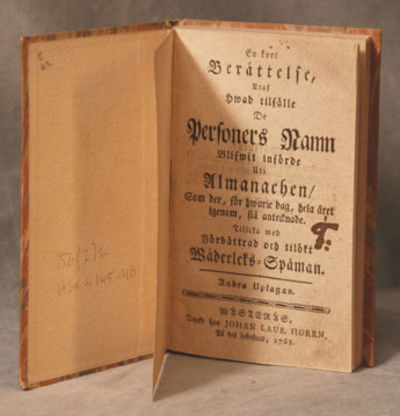 En kort
Berättelse,
Utaf
Hwad tilfälle
De
Personers Namn
Blifwit införde
Uti
Almanachen/
Som der, för hwarje dag, hela året
igenom, stå antecknade.
Tillika med
Förbättrad och tilökt
Wäderleks-Spåman.
Andra Uplagan.
WÄSTERÅS,
Tryckt hos JOHAN LAUR. HORRN,
På des bekostnad, 1763.